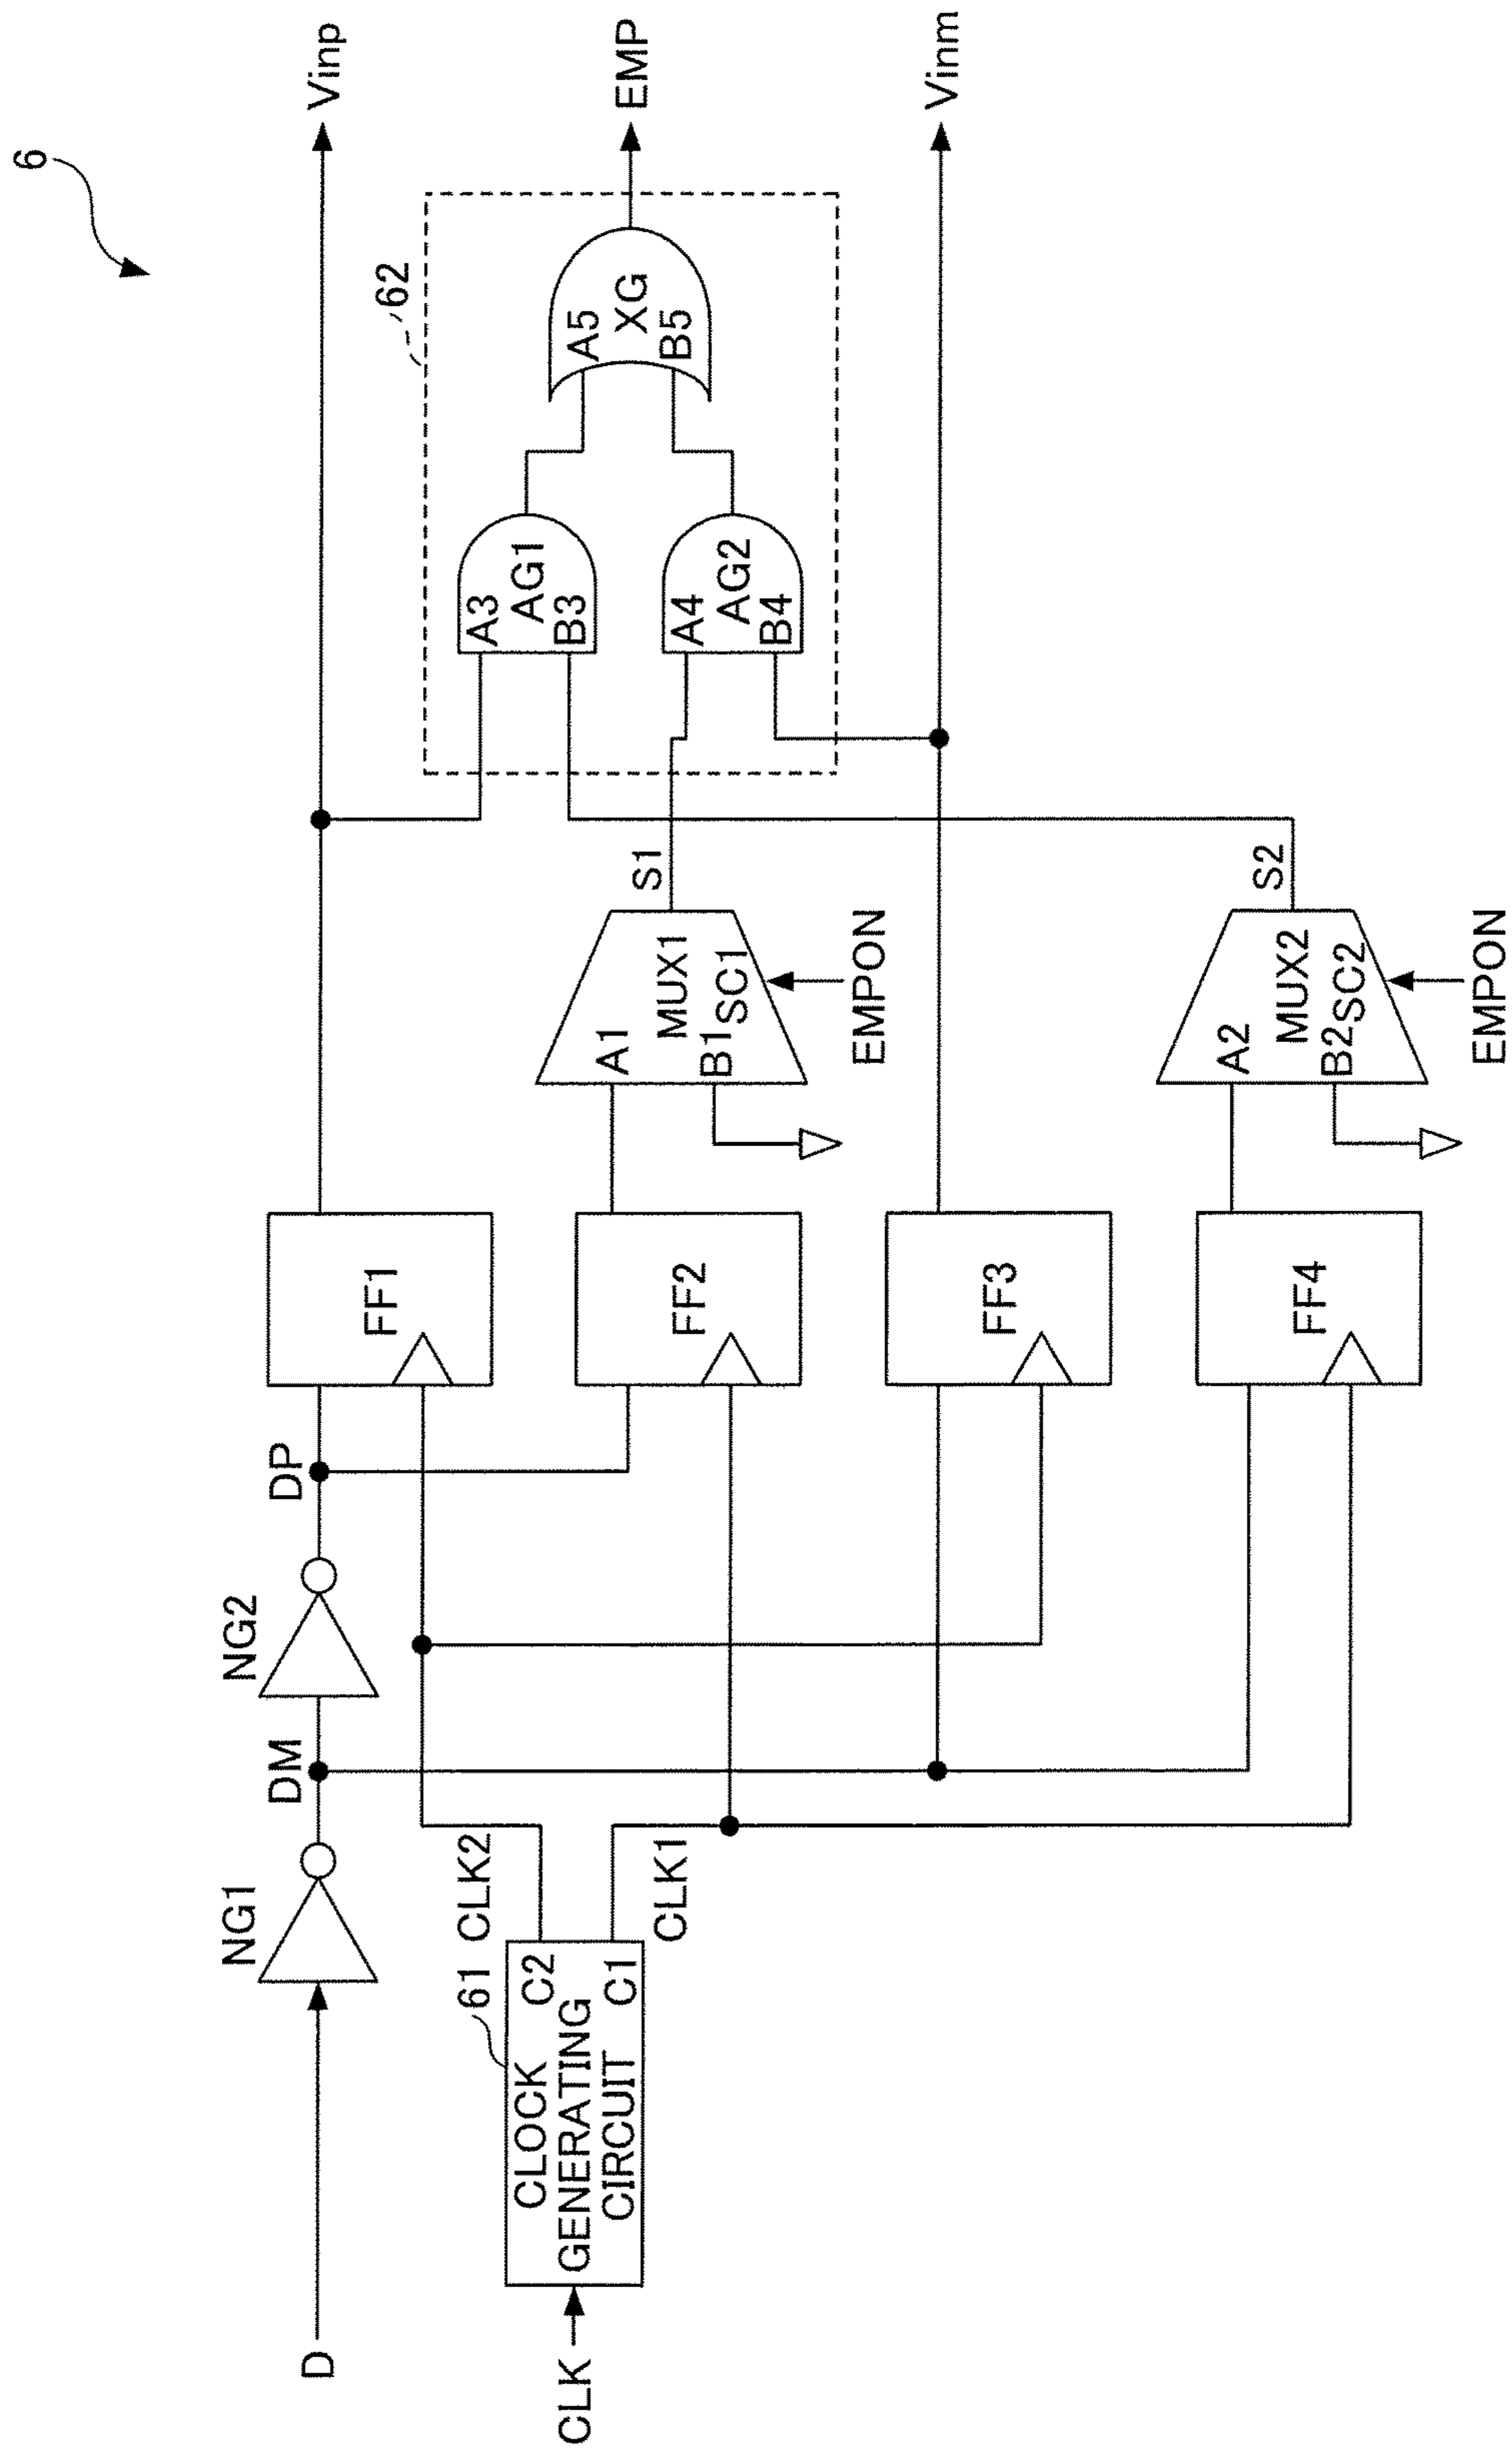 6
D
NG1
DM
NG2
DP
FF1
Vinp
CLK
61
CLOCK
GENERATING
CIRCUIT
C2
C1
CLK2
CLK1
FF2
A1
MUX1
B1
SC1
EMPON
S1
62
A3
AG1
B3
A4
AG2
B4
A5
XG
B5
EMP
FF3
Vinm
FF4
A2
MUX2
B2
SC2
EMPON
S2